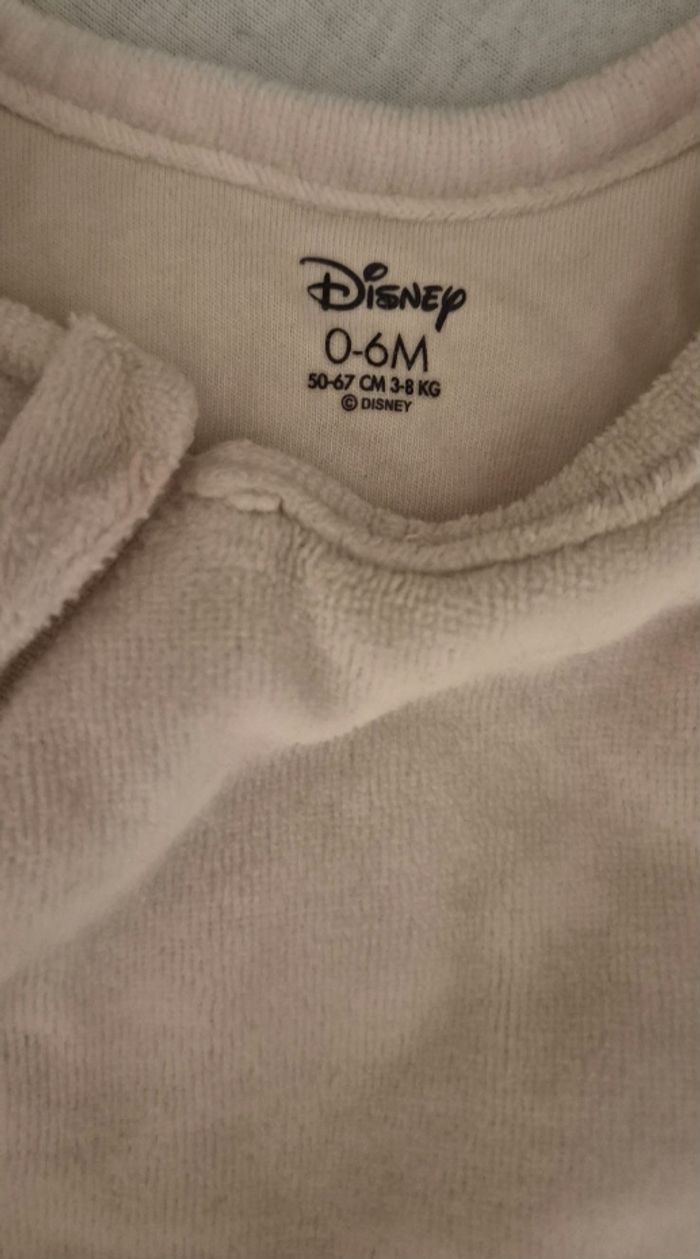 Disney
0-6M
50-67 CM 3-8 KG
© DISNEY